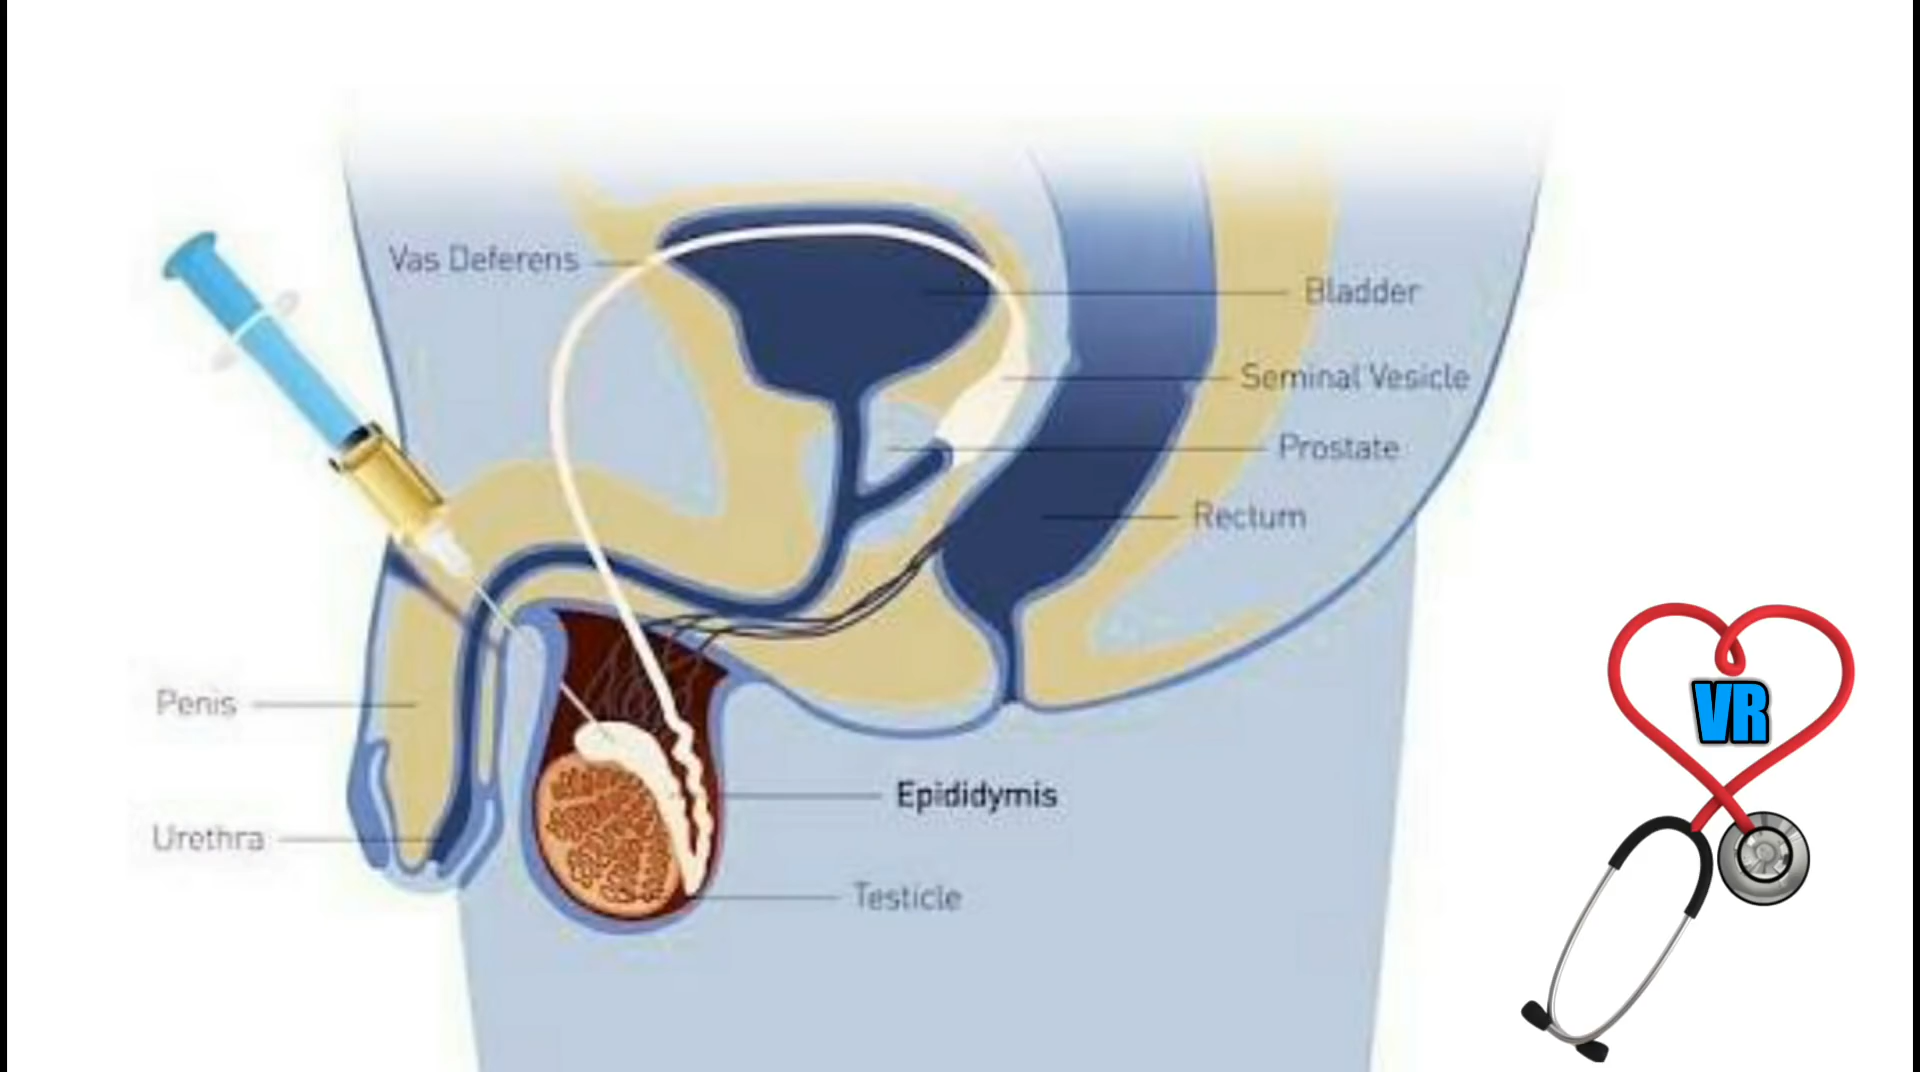 Vas Deferens
Bladder
Seminal Vesicle
Prostate
Rectum
Penis
VR
Epididymis
Urethra
Testicle